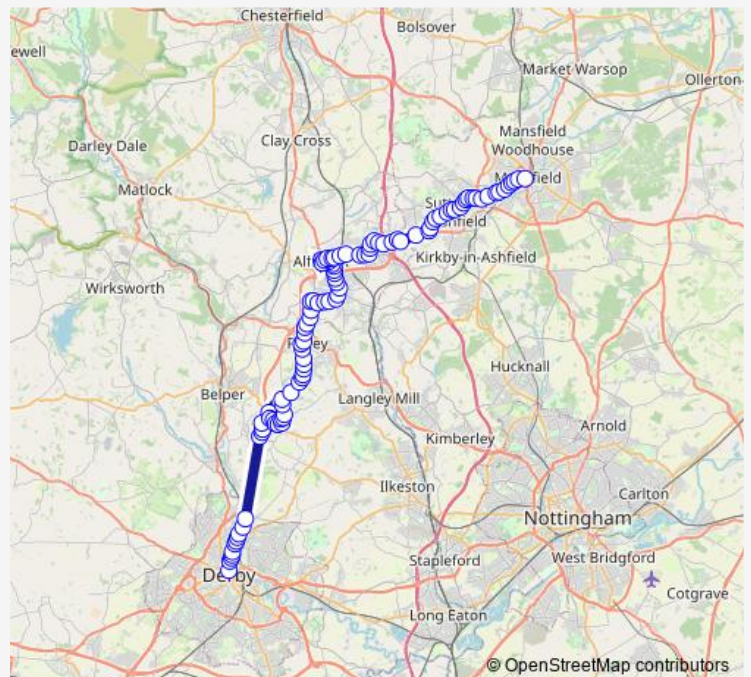 Chesterfield
Bolsover
ewell
Market Warsop
Ollerton
Clay Cross
Mansfield
Woodhouse
Darley Dale
Matlock
Kirkby-in-Ashfield
Wirksworth
Hucknall
Belper
Langley Mill
Arnold
Kimberley
Ilkeston
Carlton
Nottingham
Stapleford
West Bridgford
Derby
Cotgrave
Long Eaton
© OpenStreetMap contributors